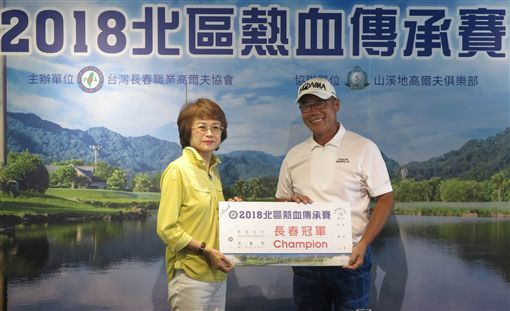 2018北區熱血傳承賽
主辦單位 台灣長春職業高爾夫協會 協辦單位 山溪地高爾夫俱樂部
HONMA
2018北區熱血傳承賽
長春冠軍
Champion